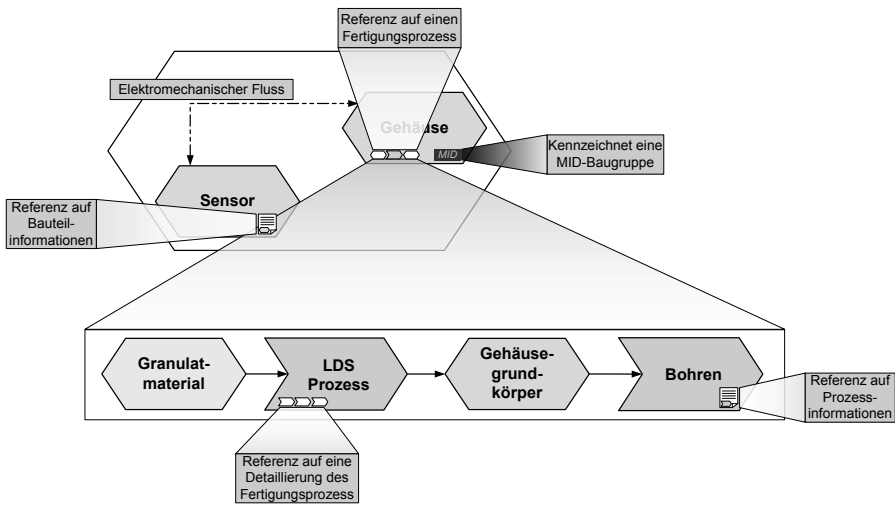 Referenz auf einen
Fertigungsprozess
Elektromechanischer Fluss
Gehäuse
MID
Kennzeichnet eine
MID-Baugruppe
Sensor
Referenz auf
Bauteil-
informationen
Granulat-
material
LDS
Prozess
Gehäuse-
grund-
körper
Bohren
Referenz auf
Prozess-
informationen
Referenz auf eine
Detaillierung des
Fertigungsprozess